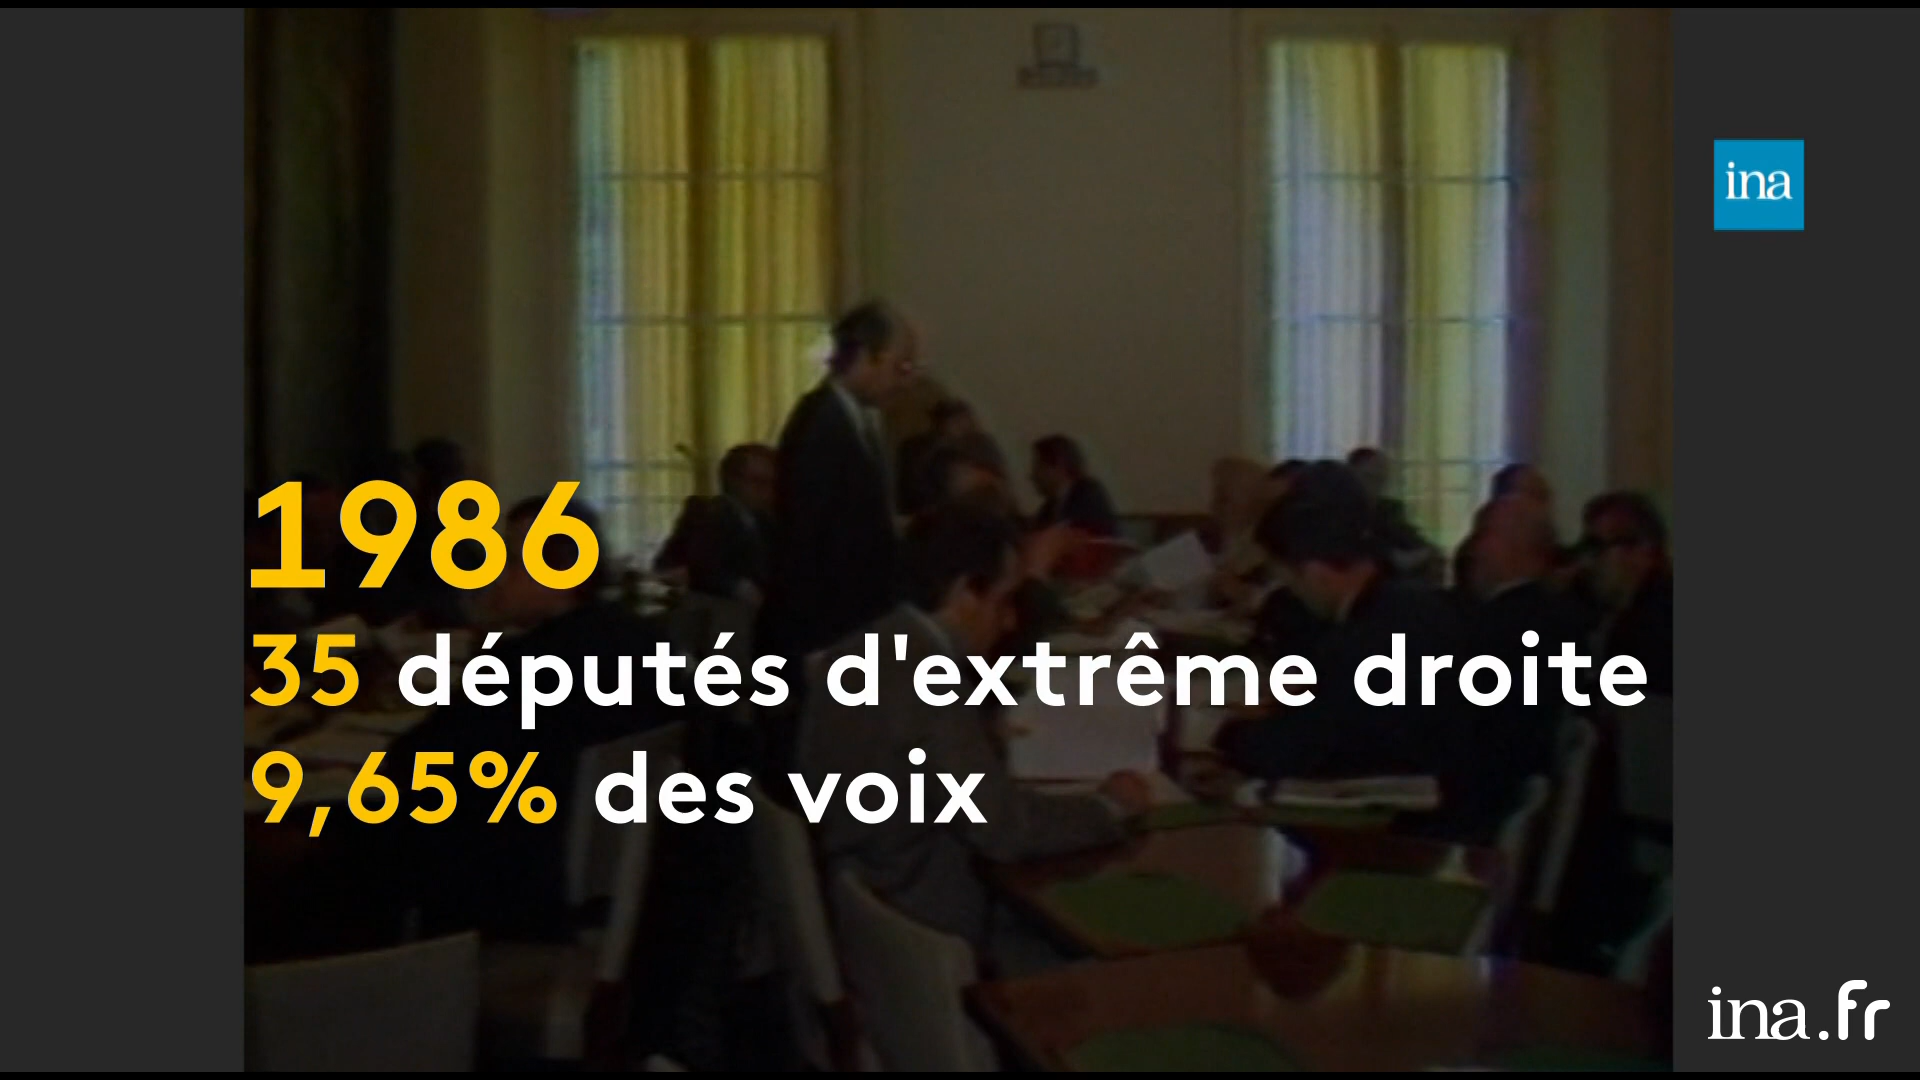 ina
1986
35 députés d'extrême droite
9,65% des voix
ina.fr